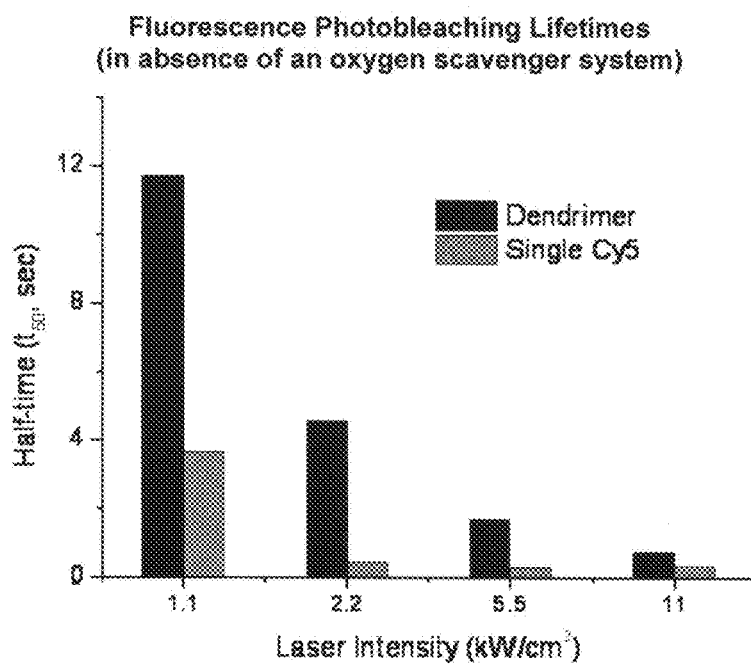 Fluorescence Photobleaching Lifetimes
(in absence of an oxygen scavenger system)
Half-time (t50, sec)
12
8
4
0
Dendrimer
Single Cy5
1.1
2.2
5.5
11
Laser Intensity (kW/cm²)